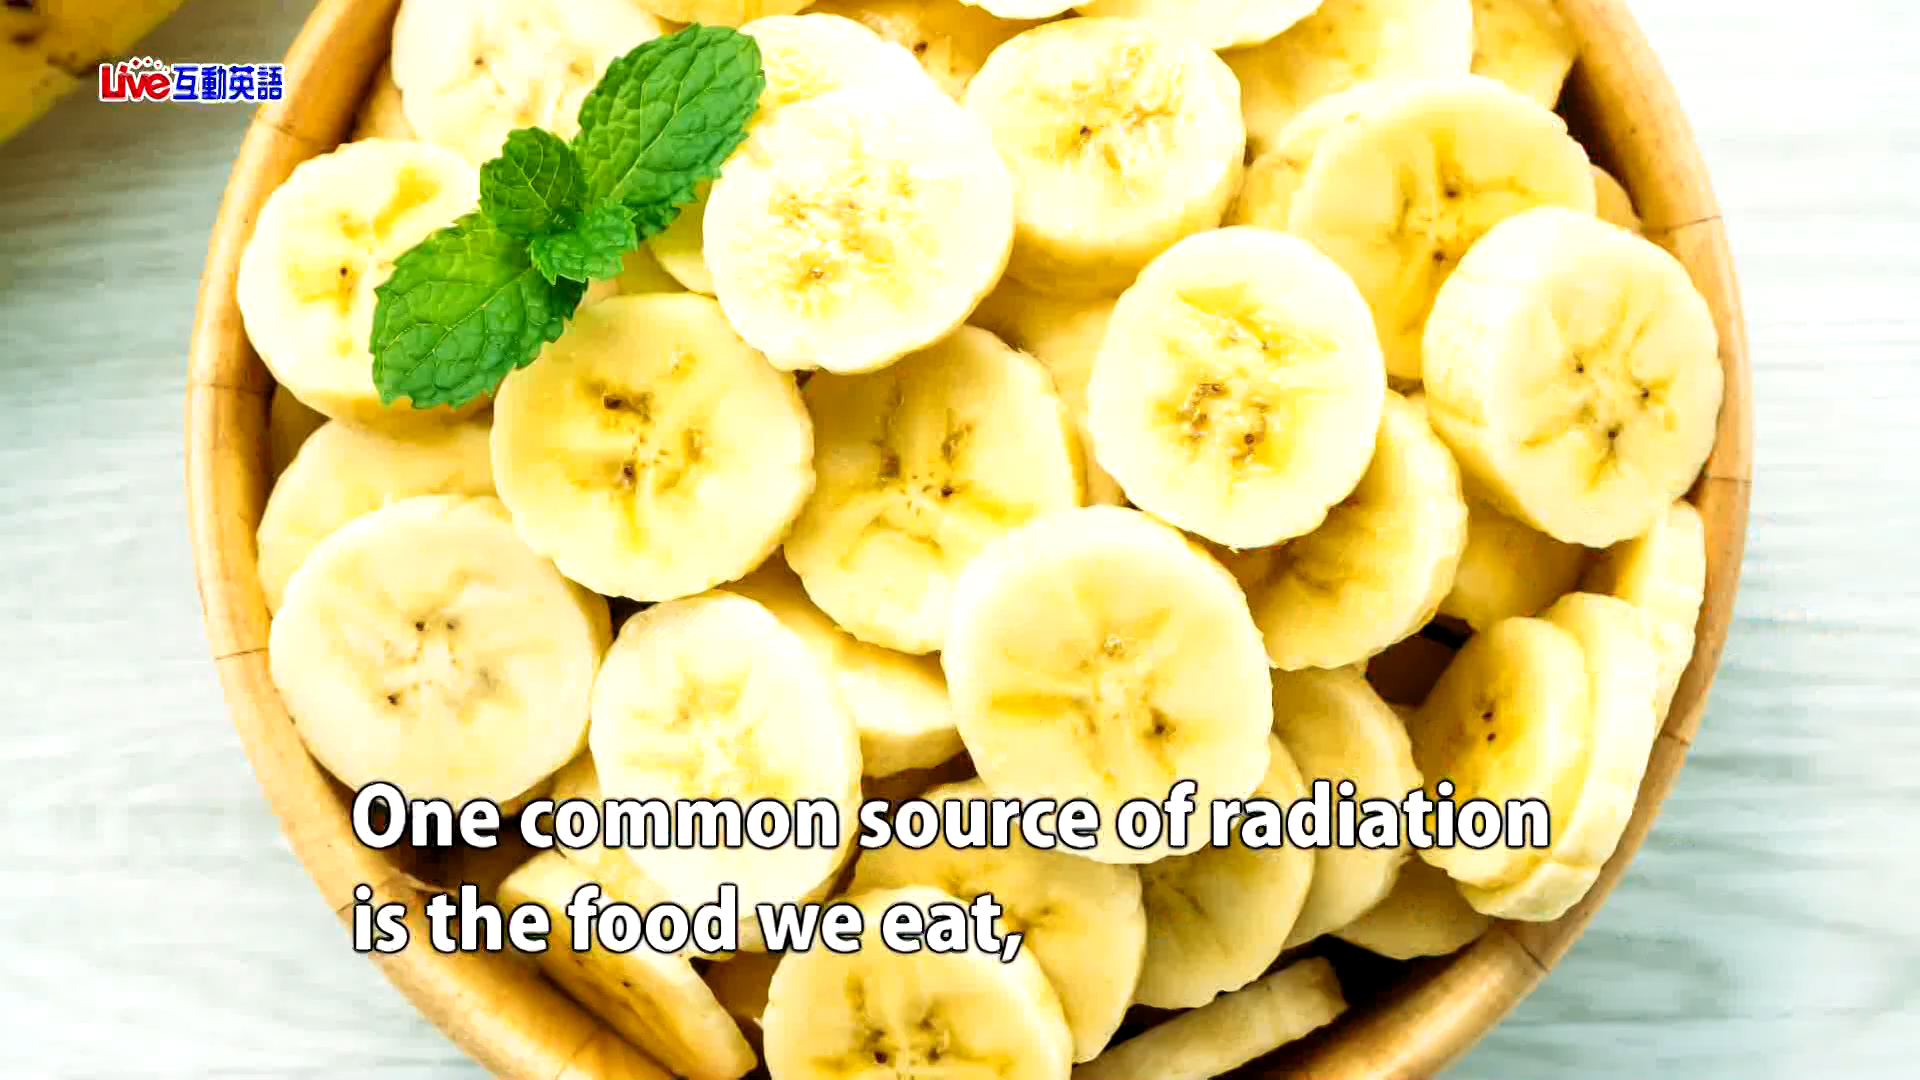 Live互動英語
One common source of radiation
is the food we eat,